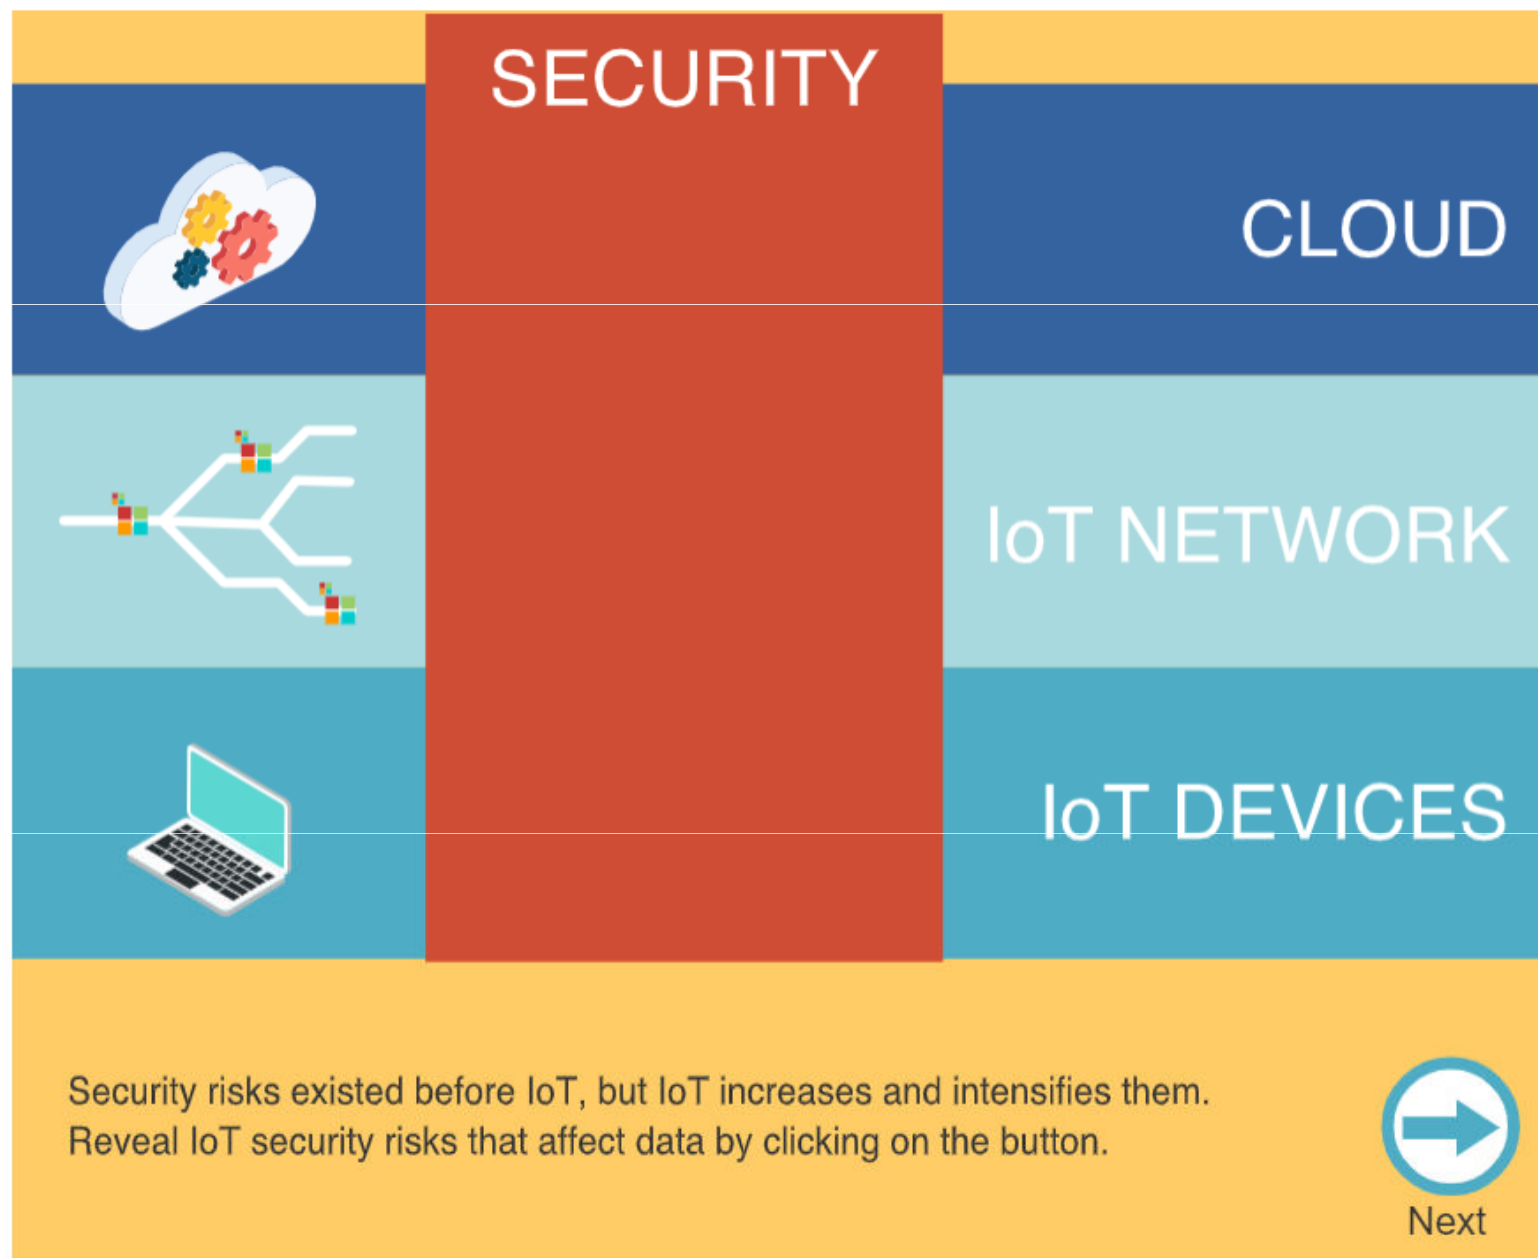 SECURITY
CLOUD
IoT NETWORK
IoT DEVICES
Security risks existed before IoT, but IoT increases and intensifies them.
Reveal IoT security risks that affect data by clicking on the button.
Next